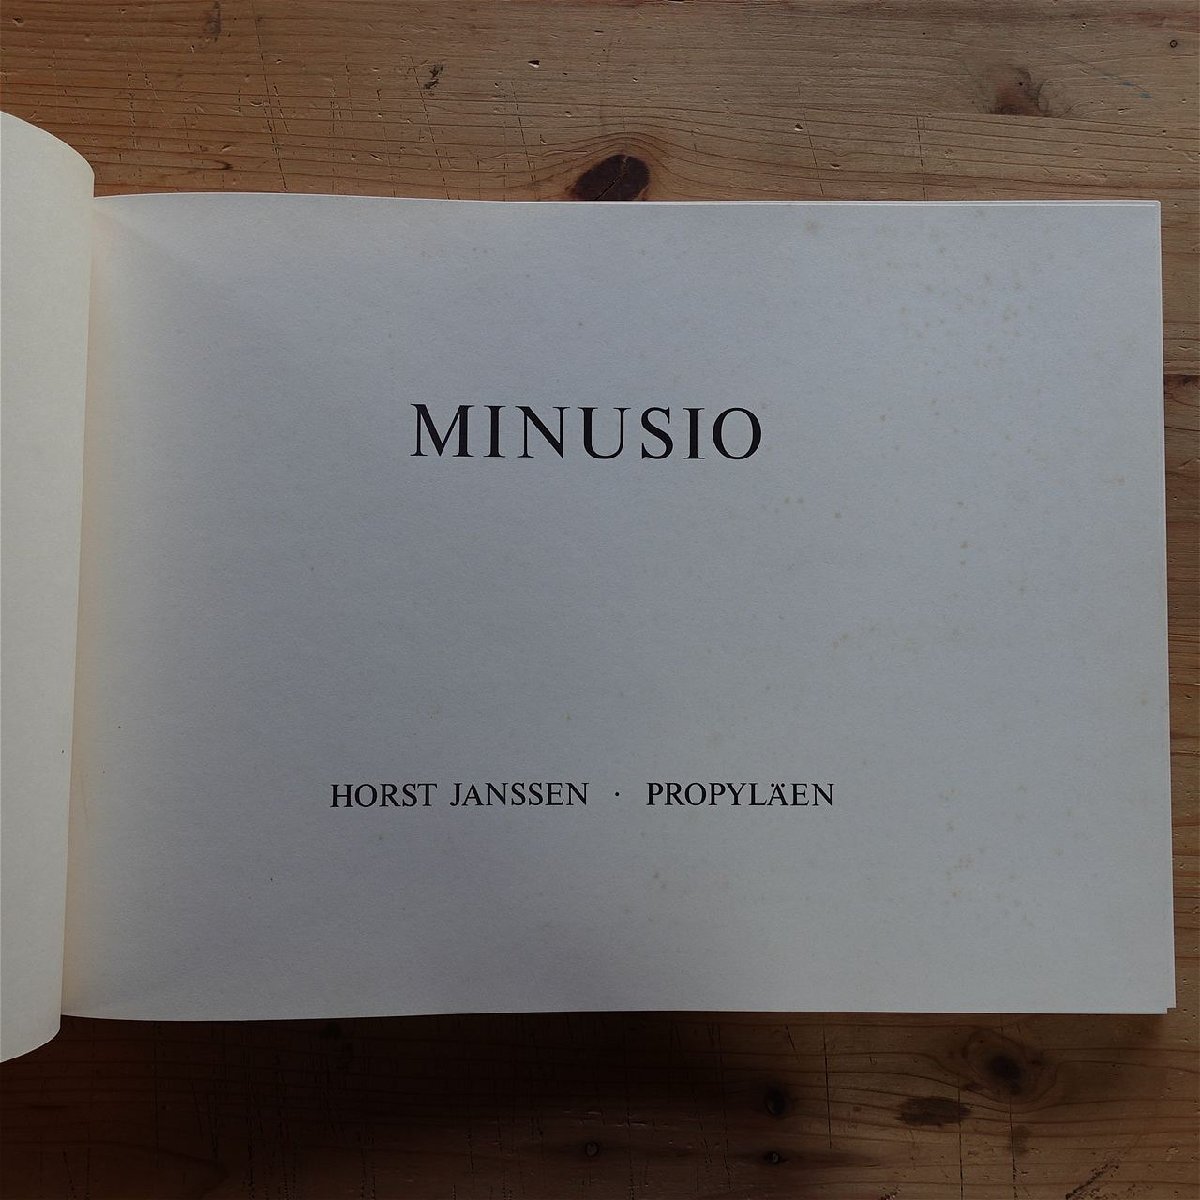 MINUSIO
HORST JANSSEN · PROPYLÄEN